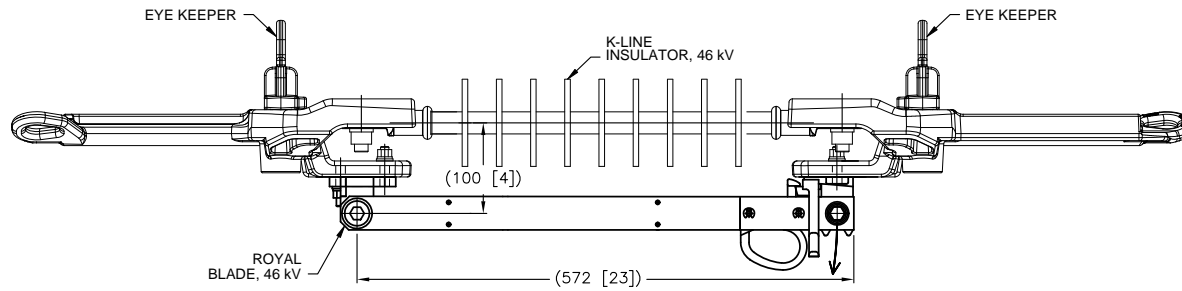 EYE KEEPER
EYE KEEPER
K-LINE
INSULATOR, 46 kV
(100 [4])
ROYAL
BLADE, 46 kV
(572 [23])